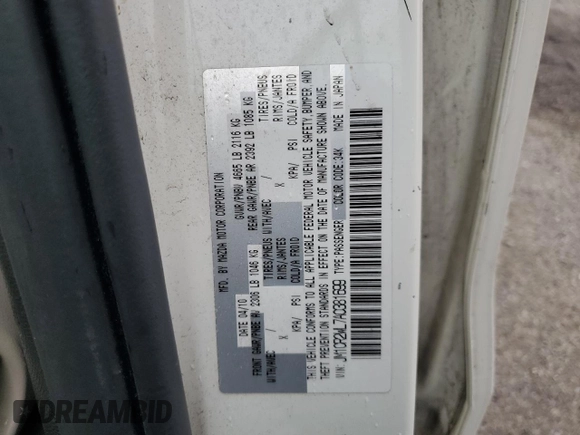 MFD. BY MAZDA MOTOR CORPORATION
DATE 04/10 GVWR/PNBV 4665 LB 2116 KG
FRONT GAWR/PNBE AV 2306 LB 1046 KG REAR GAWR/PNBE AR 2392 LB 1085 KG
TIRES/PNEUS TIRES/PNEUS
WITH/AVEC / X RIMS/JANTES WITH/AVEC / X RIMS/JANTES
KPA/ PSI COLD/A FROID KPA/ PSI COLD/A FROID
THIS VEHICLE CONFORMS TO ALL APPLICABLE FEDERAL MOTOR VEHICLE SAFETY, BUMPER, AND
THEFT PREVENTION STANDARDS IN EFFECT ON THE DATE OF MANUFACTURE SHOWN ABOVE.
VIN: TYPE:PASSENGER COLOR CODE:34K MADE IN JAPAN
DREAMBID